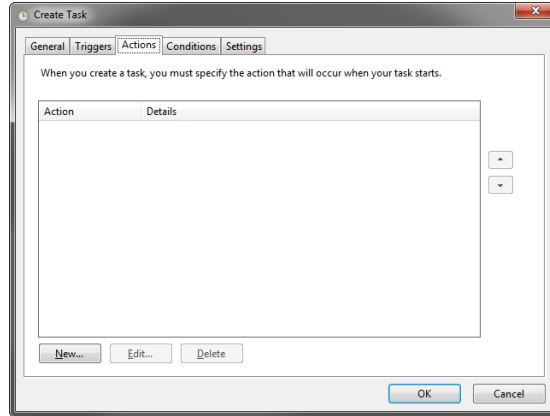 Create Task
General Triggers Actions Conditions Settings
When you create a task, you must specify the action that will occur when your task starts.
Action Details
New... Edit... Delete
OK Cancel